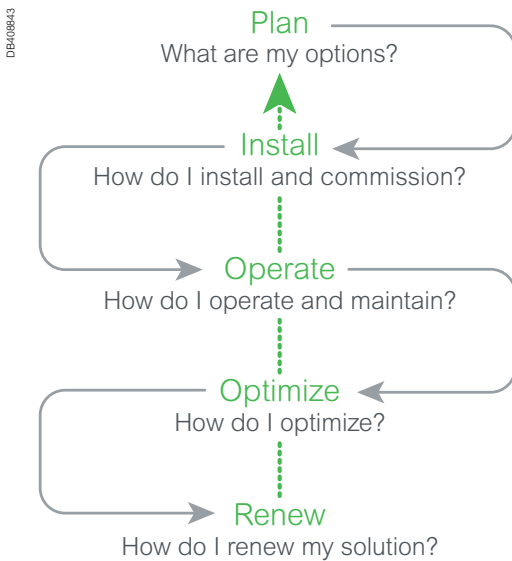 DB408843
Plan
What are my options?
Install
How do I install and commission?
Operate
How do I operate and maintain?
Optimize
How do I optimize?
Renew
How do I renew my solution?